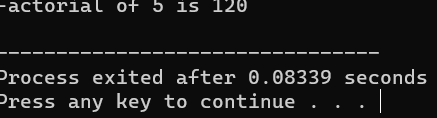 -actorial of 5 is 120
--------------------------------
Process exited after 0.08339 seconds
Press any key to continue . . .